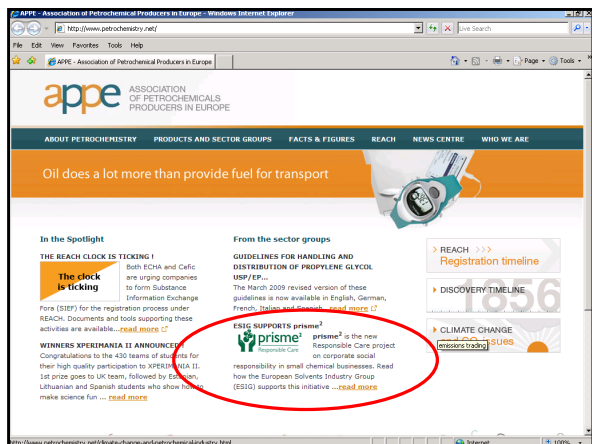 APPE - Association of Petrochemical Producers in Europe - Windows Internet Explorer
http://www.petrochemistry.net/
Live Search
File Edit View Favorites Tools Help
APPE - Association of Petrochemical Producers in Europe
Page Tools
appe
ASSOCIATION
OF PETROCHEMICALS
PRODUCERS IN EUROPE
ABOUT PETROCHEMISTRY PRODUCTS AND SECTOR GROUPS FACTS & FIGURES REACH NEWS CENTRE WHO WE ARE
Oil does a lot more than provide fuel for transport
In the Spotlight
THE REACH CLOCK IS TICKING !
The clock
is ticking
Both ECHA and Cefic
are urging companies
to form Substance
Information Exchange
Fora (SIEF) for the registration process under
REACH. Documents and tools supporting these
activities are available...read more
WINNERS XPERIMANIA II ANNOUNCED !
Congratulations to the 430 teams of students for
their high quality participation to XPERIMANIA II.
1st prize goes to UK team, followed by Estonian,
Lithuanian and Spanish students who show how to
make science fun ... read more
From the sector groups
GUIDELINES FOR HANDLING AND
DISTRIBUTION OF PROPYLENE GLYCOL
USP/EP...
The March 2009 revised version of these
guidelines is now available in English, German,
French, Italian and Spanish...read more
ESIG SUPPORTS prisme²
prisme²
Responsible Care
prisme² is the new
Responsible Care project
on corporate social
responsibility in small chemical businesses. Read
how the European Solvents Industry Group
(ESIG) supports this initiative ...read more
> REACH >>>
Registration timeline
> DISCOVERY TIMELINE
1856
> CLIMATE CHANGE
and CO issues
emissions trading
http://www.petrochemistry.net/climate-change-and-petrochemical-industry.html
Internet 100%